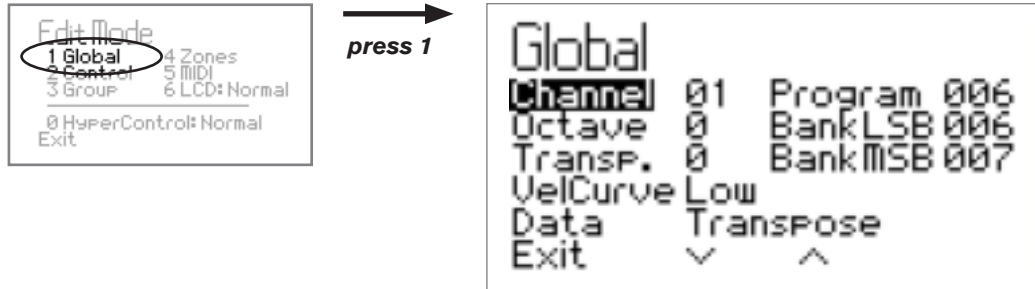 Edit Mode
1 Global 4 Zones
2 Control 5 MIDI
3 Group 6 LCD: Normal
0 HyperControl: Normal
Exit
press 1
Global
Channel 01 Program 006
Octave 0 BankLSB 006
Transp. 0 BankMSB 007
VelCurve Low
Data Transpose
Exit